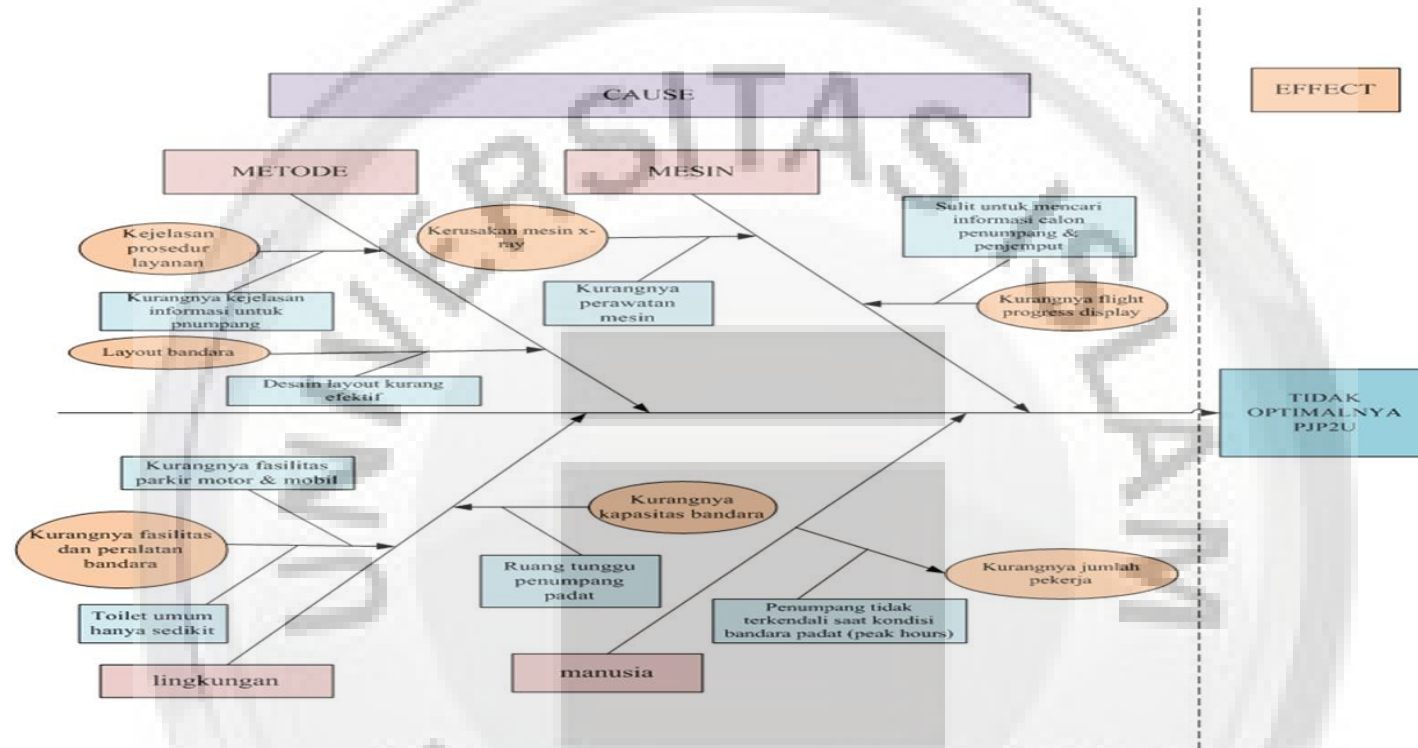 CAUSE
EFFECT
METODE
MESIN
Kejelasan
prosedur
layanan
Kurangnya kejelasan
informasi untuk
pnumpang
Layout bandara
Desain layout kurang
efektif
Kerusakan mesin x-
ray
Kurangnya
perawatan
mesin
Sulit untuk mencari
informasi calon
penumpang &
penjemput
Kurangnya flight
progress display
TIDAK
OPTIMALNYA
PJP2U
Kurangnya fasilitas
parkir motor & mobil
Kurangnya fasilitas
dan peralatan
bandara
Toilet umum
hanya sedikit
Kurangnya
kapasitas bandara
Ruang tunggu
penumpang
padat
Kurangnya jumlah
pekerja
Penumpang tidak
terkendali saat kondisi
bandara padat (peak hours)
lingkungan
manusia
UNIVERSITAS ISLAM